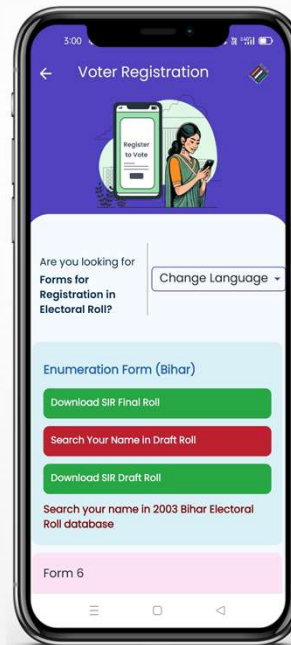 3:00
Voter Registration
Register
to Vote
Are you looking for
Forms for
Registration in
Electoral Roll?
Change Language
Enumeration Form (Bihar)
Download SIR Final Roll
Search Your Name in Draft Roll
Download SIR Draft Roll
Search your name in 2003 Bihar Electoral
Roll database
Form 6